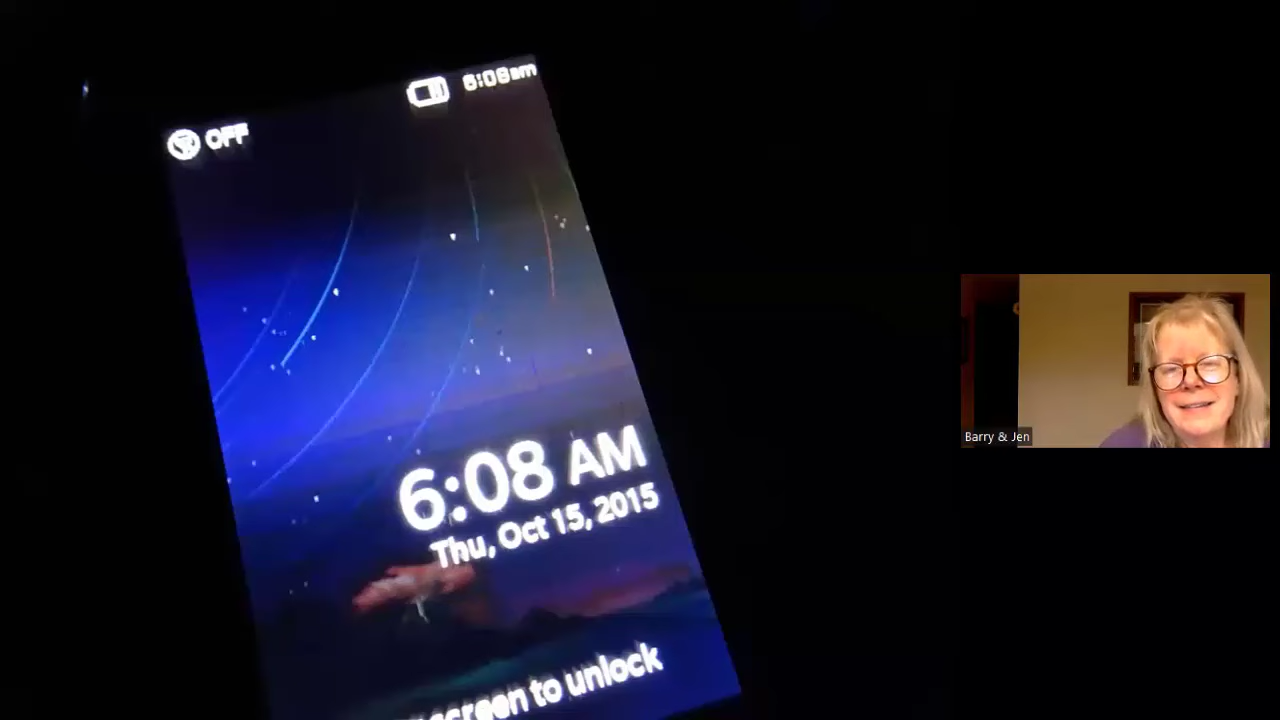 6:08am
OFF
6:08 AM
Thu, Oct 15, 2015
screen to unlock
Barry & Jen